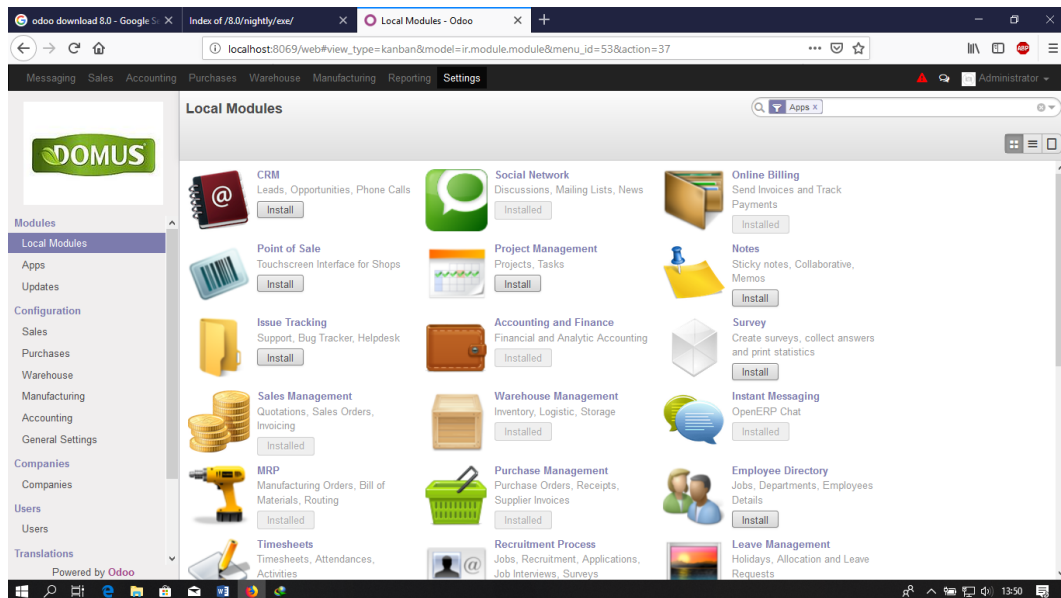 odoo download 8.0 - Google Se
Index of /8.0/nightly/exe/
Local Modules - Odoo
localhost:8069/web#view_type=kanban&model=ir.module.module&menu_id=53&action=37
ABP
Messaging Sales Accounting Purchases Warehouse Manufacturing Reporting Settings
Administrator
DOMUS
Modules
Local Modules
Apps
Updates
Configuration
Sales
Purchases
Warehouse
Manufacturing
Accounting
General Settings
Companies
Companies
Users
Users
Translations
Powered by Odoo
Local Modules
Apps x
CRM
Leads, Opportunities, Phone Calls
Install
Social Network
Discussions, Mailing Lists, News
Installed
Online Billing
Send Invoices and Track
Payments
Installed
Point of Sale
Touchscreen Interface for Shops
Install
Project Management
Projects, Tasks
Install
Notes
Sticky notes, Collaborative,
Memos
Install
Issue Tracking
Support, Bug Tracker, Helpdesk
Install
Accounting and Finance
Financial and Analytic Accounting
Installed
Survey
Create surveys, collect answers
and print statistics
Install
Sales Management
Quotations, Sales Orders,
Invoicing
Installed
Warehouse Management
Inventory, Logistic, Storage
Installed
Instant Messaging
OpenERP Chat
Installed
MRP
Manufacturing Orders, Bill of
Materials, Routing
Installed
Purchase Management
Purchase Orders, Receipts,
Supplier Invoices
Installed
Employee Directory
Jobs, Departments, Employees
Details
Install
Timesheets
Timesheets, Attendances,
Activities
Recruitment Process
Jobs, Recruitment, Applications,
Job Interviews, Surveys
Leave Management
Holidays, Allocation and Leave
Requests
13:50